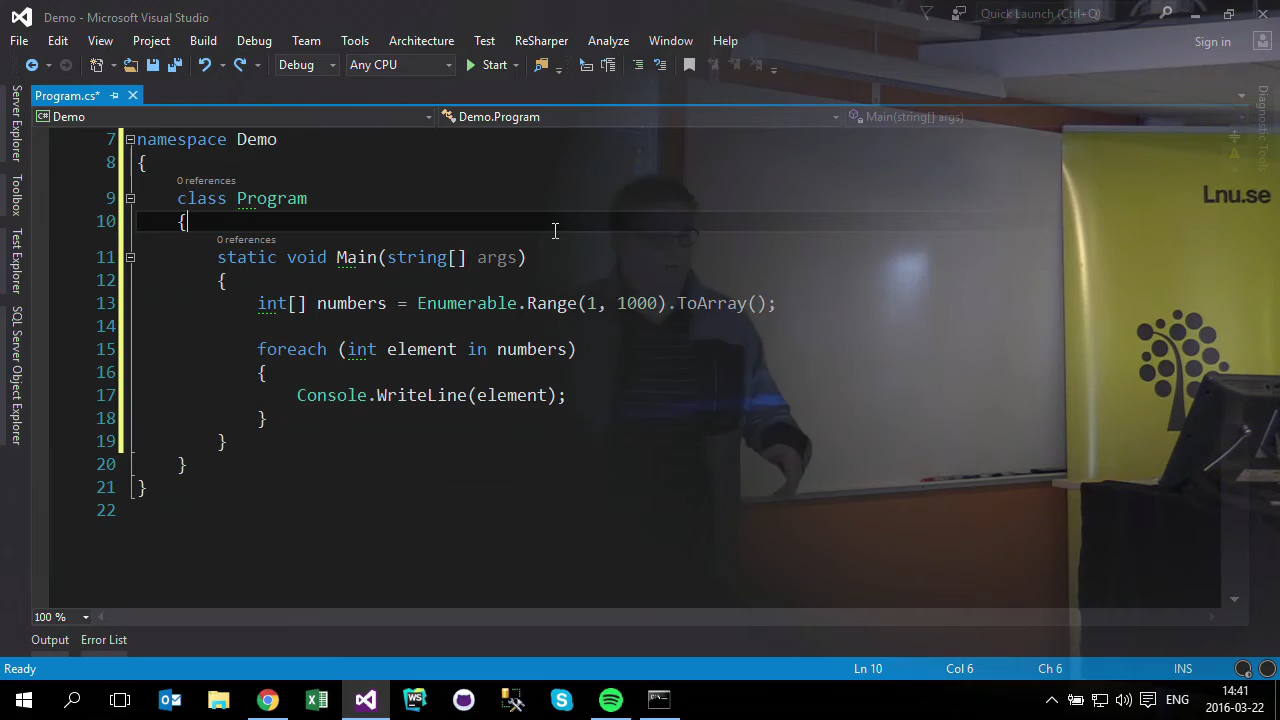 Demo - Microsoft Visual Studio
Quick Launch (Ctrl+Q)
File Edit View Project Build Debug Team Tools Architecture Test ReSharper Analyze Window Help
Sign in
Debug Any CPU Start
Program.cs*
Demo Demo.Program Main(string[] args)
Server Explorer
Toolbox
Test Explorer
SQL Server Object Explorer
Diagnostic Tools
7 namespace Demo
8 {
0 references
9 class Program
10 {
0 references
11 static void Main(string[] args)
12 {
13 int[] numbers = Enumerable.Range(1, 1000).ToArray();
14
15 foreach (int element in numbers)
16 {
17 Console.WriteLine(element);
18 }
19 }
20 }
21 }
22
Lnu.se
100 %
Output Error List
Ready Ln 10 Col 6 Ch 6 INS
WS
ENG
14:41
2016-03-22